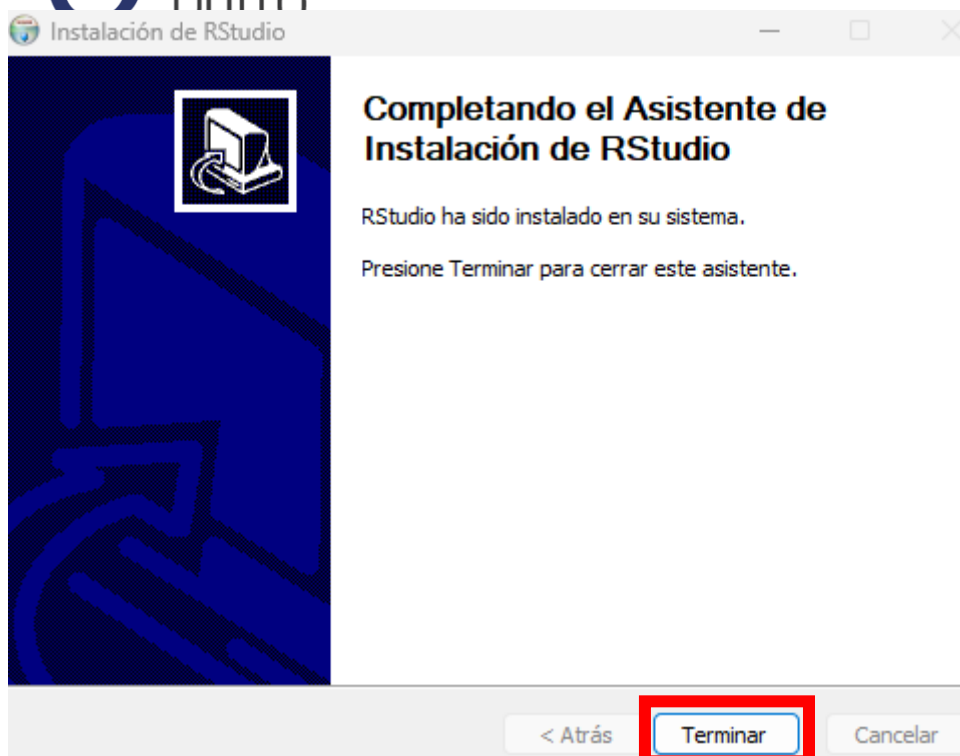 Instalación de RStudio
Completando el Asistente de
Instalación de RStudio
RStudio ha sido instalado en su sistema.
Presione Terminar para cerrar este asistente.
< Atrás
Terminar
Cancelar